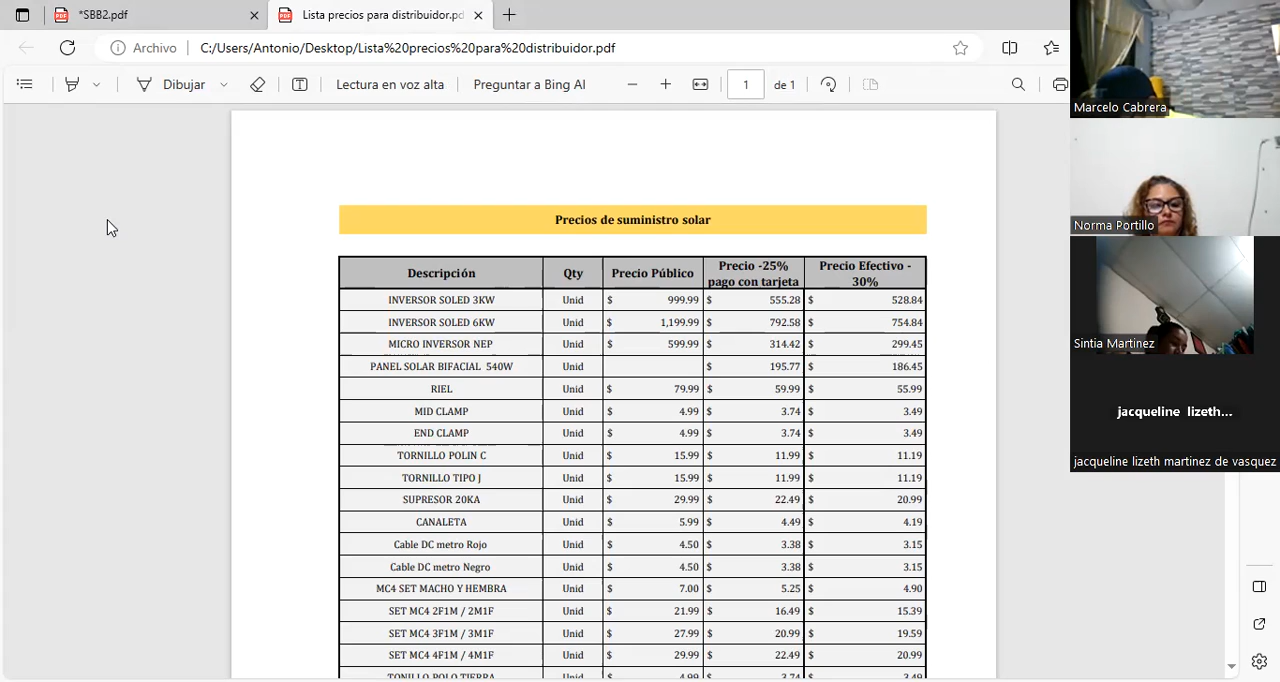 *SBB2.pdf
Lista precios para distribuidor.pd
Archivo C:/Users/Antonio/Desktop/Lista%20precios%20para%20distribuidor.pdf
Dibujar Lectura en voz alta Preguntar a Bing AI 1 de 1
Precios de suministro solar
Descripción Qty Precio Público Precio -25% pago con tarjeta Precio Efectivo - 30%
INVERSOR SOLED 3KW Unid $ 999.99 $ 555.28 $ 528.84
INVERSOR SOLED 6KW Unid $ 1,199.99 $ 792.58 $ 754.84
MICRO INVERSOR NEP Unid $ 599.99 $ 314.42 $ 299.45
PANEL SOLAR BIFACIAL 540W Unid $ 195.77 $ 186.45
RIEL Unid $ 79.99 $ 59.99 $ 55.99
MID CLAMP Unid $ 4.99 $ 3.74 $ 3.49
END CLAMP Unid $ 4.99 $ 3.74 $ 3.49
TORNILLO POLIN C Unid $ 15.99 $ 11.99 $ 11.19
TORNILLO TIPO J Unid $ 15.99 $ 11.99 $ 11.19
SUPRESOR 20KA Unid $ 29.99 $ 22.49 $ 20.99
CANALETA Unid $ 5.99 $ 4.49 $ 4.19
Cable DC metro Rojo Unid $ 4.50 $ 3.38 $ 3.15
Cable DC metro Negro Unid $ 4.50 $ 3.38 $ 3.15
MC4 SET MACHO Y HEMBRA Unid $ 7.00 $ 5.25 $ 4.90
SET MC4 2F1M / 2M1F Unid $ 21.99 $ 16.49 $ 15.39
SET MC4 3F1M / 3M1F Unid $ 27.99 $ 20.99 $ 19.59
SET MC4 4F1M / 4M1F Unid $ 29.99 $ 22.49 $ 20.99
TONILLO POLO TIERRA Unid $ 4.99 $ 3.74 $ 3.49
Marcelo Cabrera
Norma Portillo
Sintia Martinez
jacqueline lizeth...
jacqueline lizeth martinez de vasquez